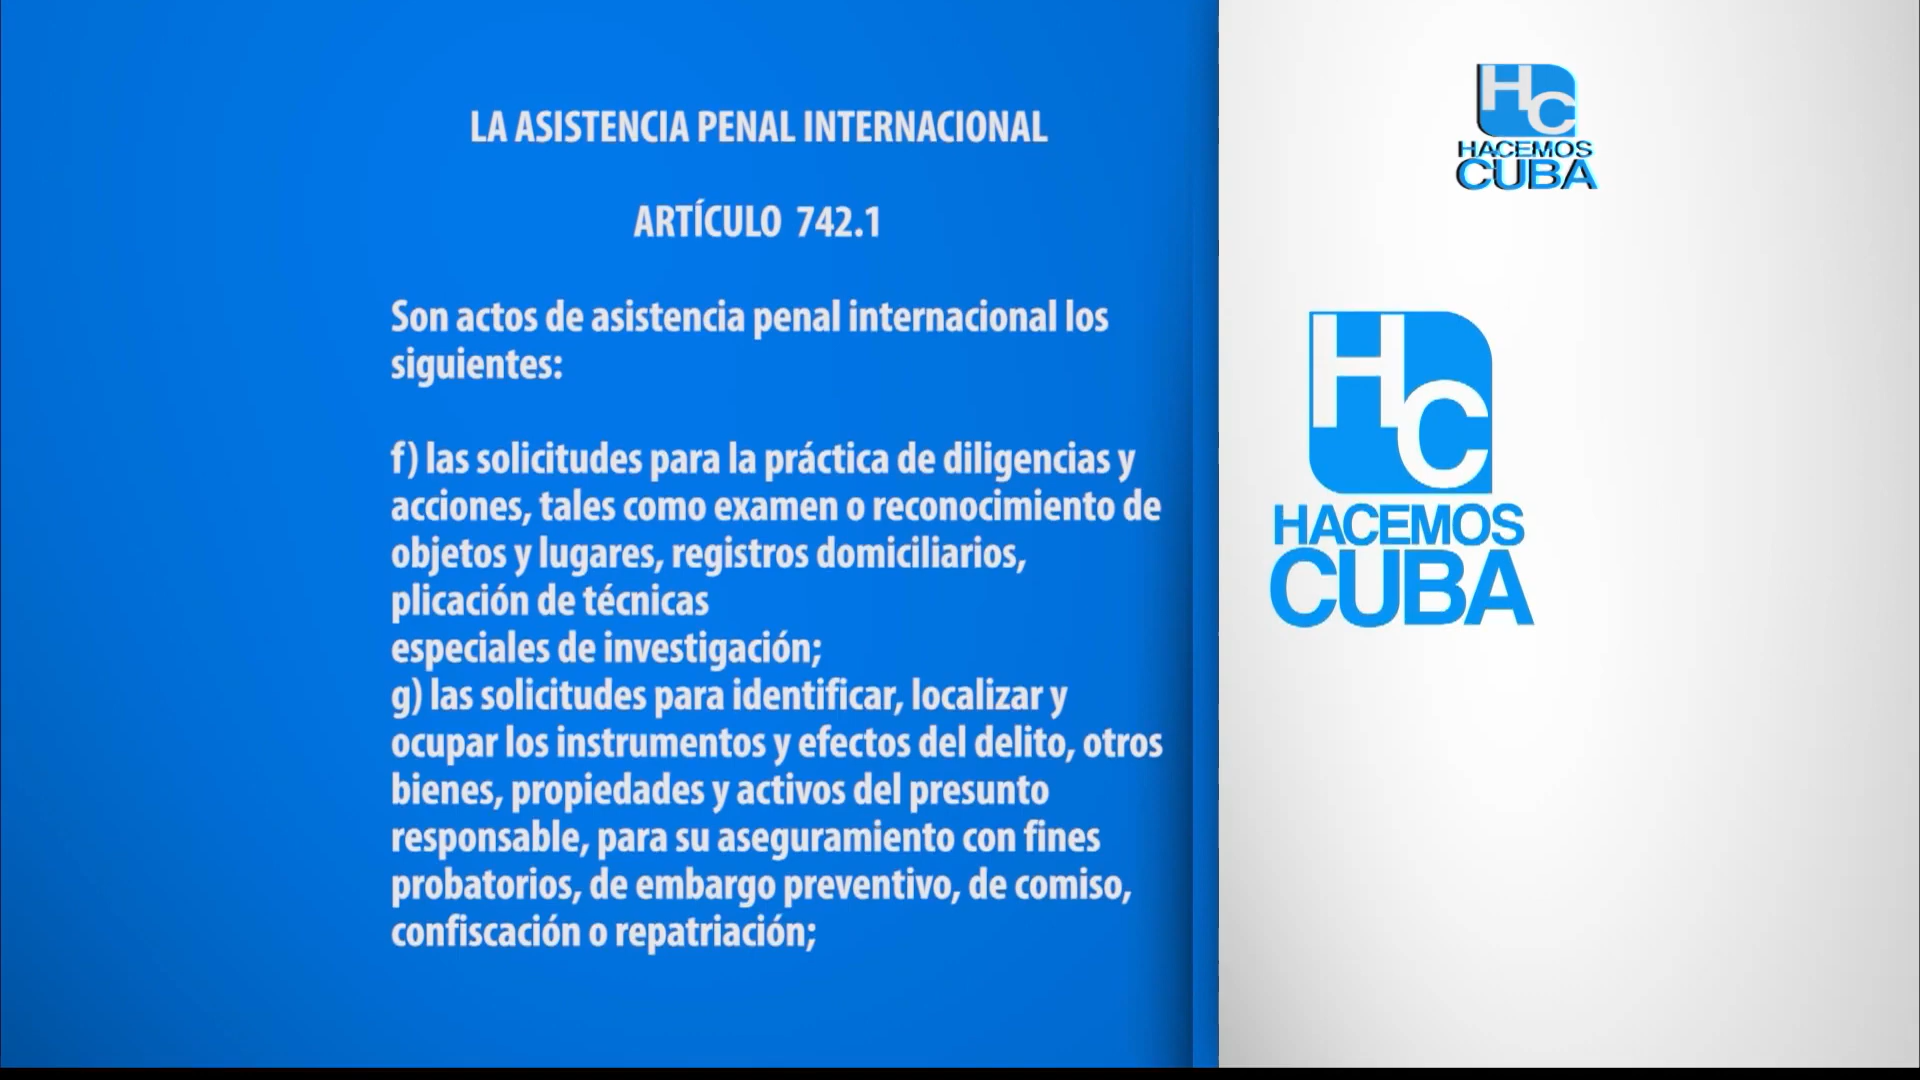 LA ASISTENCIA PENAL INTERNACIONAL
ARTÍCULO 742.1
Son actos de asistencia penal internacional los
siguientes:
f) las solicitudes para la práctica de diligencias y
acciones, tales como examen o reconocimiento de
objetos y lugares, registros domiciliarios,
plicación de técnicas
especiales de investigación;
g) las solicitudes para identificar, localizar y
ocupar los instrumentos y efectos del delito, otros
bienes, propiedades y activos del presunto
responsable, para su aseguramiento con fines
probatorios, de embargo preventivo, de comiso,
confiscación o repatriación;
HC
HACEMOS
CUBA
HC
HACEMOS
CUBA